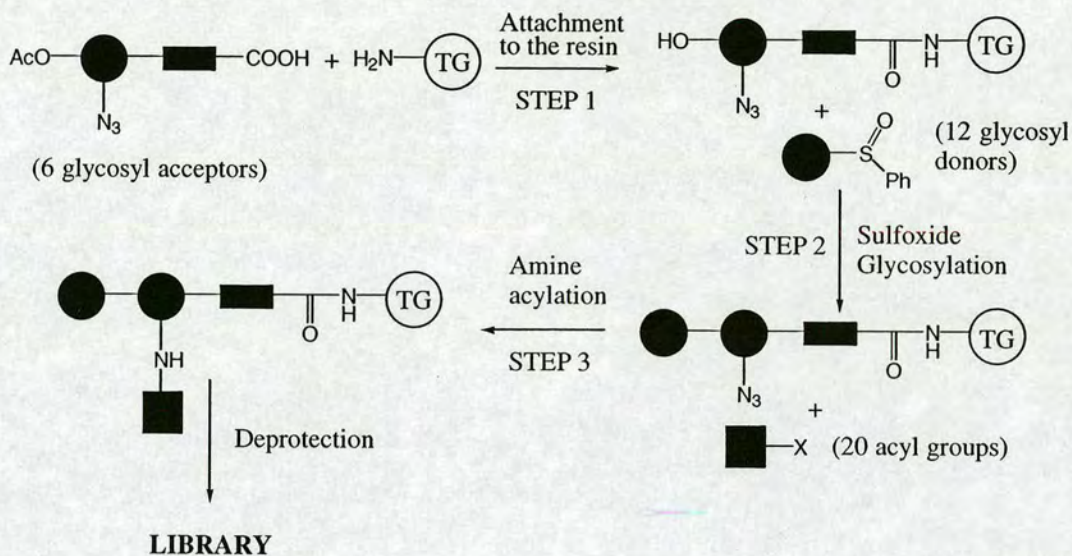 AcO
COOH + H₂N TG
N₃
(6 glycosyl acceptors)
Attachment
to the resin
STEP 1
HO
N
H
O
TG
N₃
+
O
S
Ph
(12 glycosyl
donors)
STEP 2
Sulfoxide
Glycosylation
N
H
O
TG
N₃
+
X (20 acyl groups)
Amine
acylation
STEP 3
N
H
O
TG
NH
Deprotection
LIBRARY